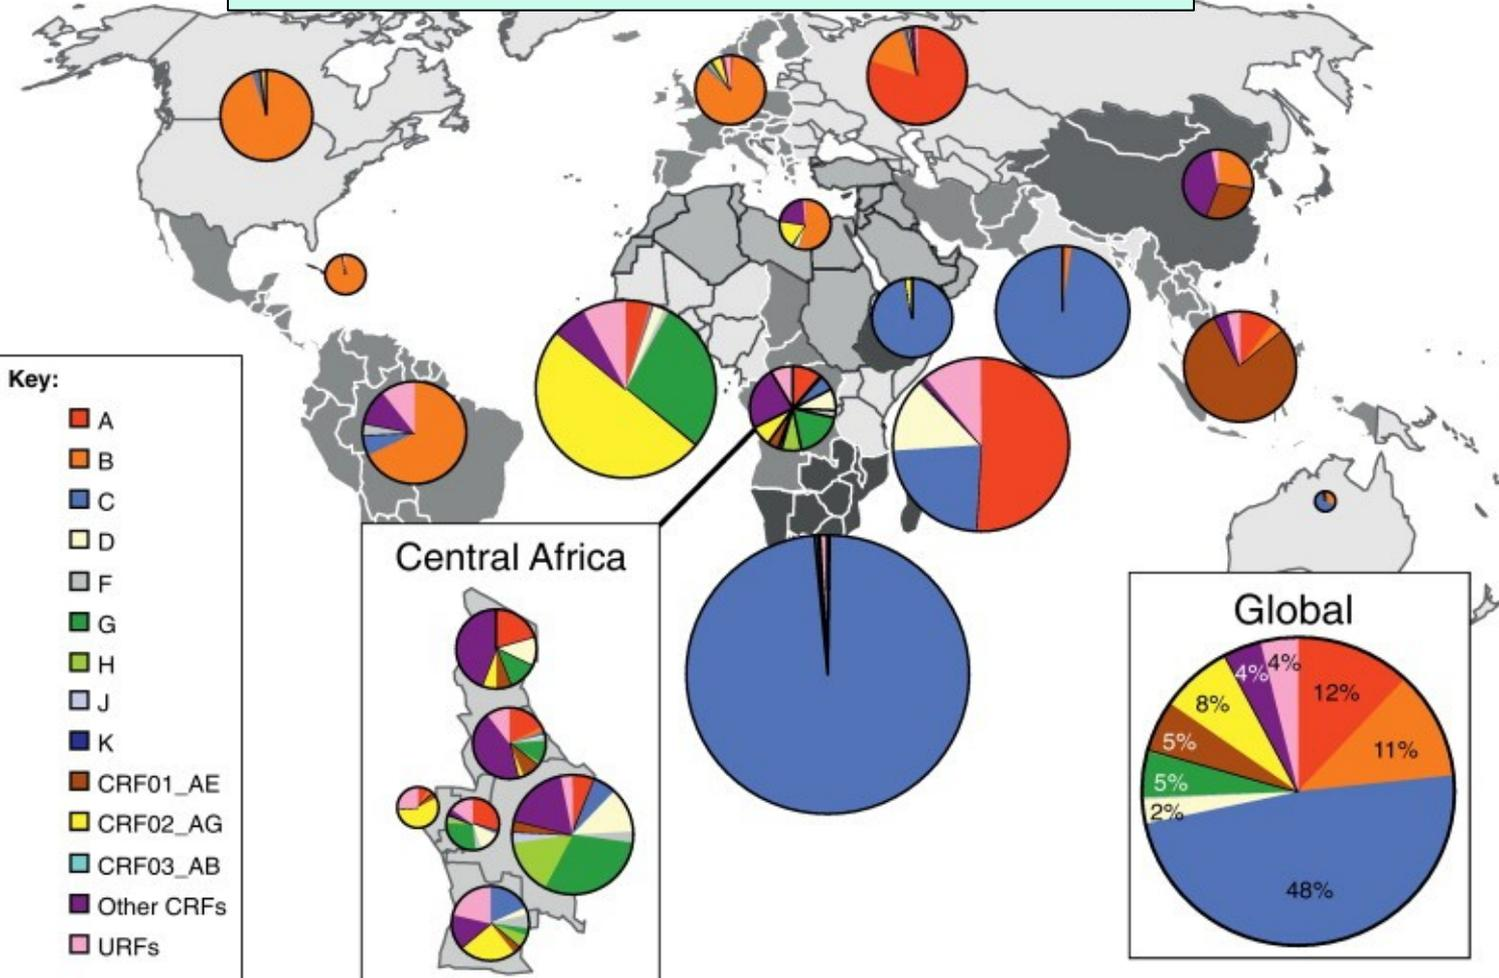 Key:
A
B
C
D
F
G
H
J
K
CRF01_AE
CRF02_AG
CRF03_AB
Other CRFs
URFs
Central Africa
Global
4%
4%
12%
8%
11%
5%
5%
2%
48%